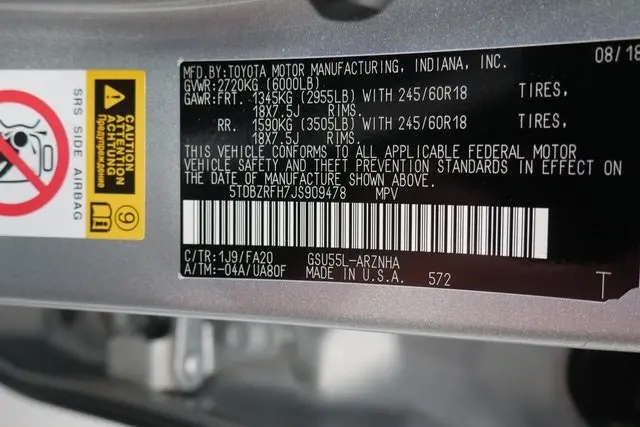 SRS SIDE AIRBAG
CAUTION
ATTENTION
Предупреждение
MFD.BY:TOYOTA MOTOR MANUFACTURING, INDIANA, INC. 08/18
GVWR:2720KG (6000LB)
GAWR:FRT. 1345KG (2955LB) WITH 245/60R18 TIRES,
18X7.5J RIMS.
RR. 1590KG (3505LB) WITH 245/60R18 TIRES,
18X7.5J RIMS.
THIS VEHICLE CONFORMS TO ALL APPLICABLE FEDERAL MOTOR
VEHICLE SAFETY AND THEFT PREVENTION STANDARDS IN EFFECT ON
THE DATE OF MANUFACTURE SHOWN ABOVE.
5TDBZRFH7JS909478 MPV
C/TR:1J9/FA20 GSU55L-ARZNHA
A/TM:-04A/UA80F MADE IN U.S.A. 572 T